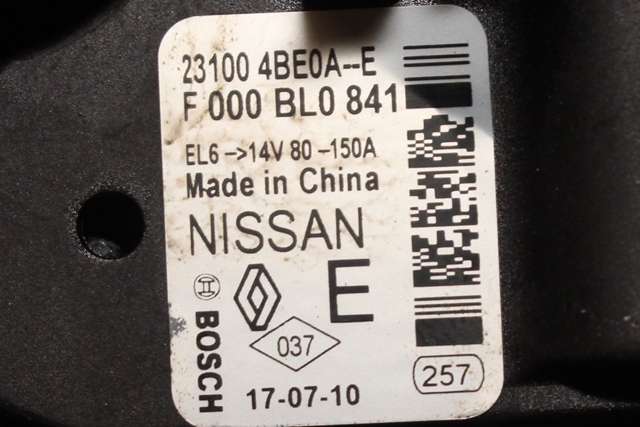 23100 4BE0A--E
F 000 BL0 841
EL6->14V 80-150A
Made in China
NISSAN
BOSCH
E
037
17-07-10
257